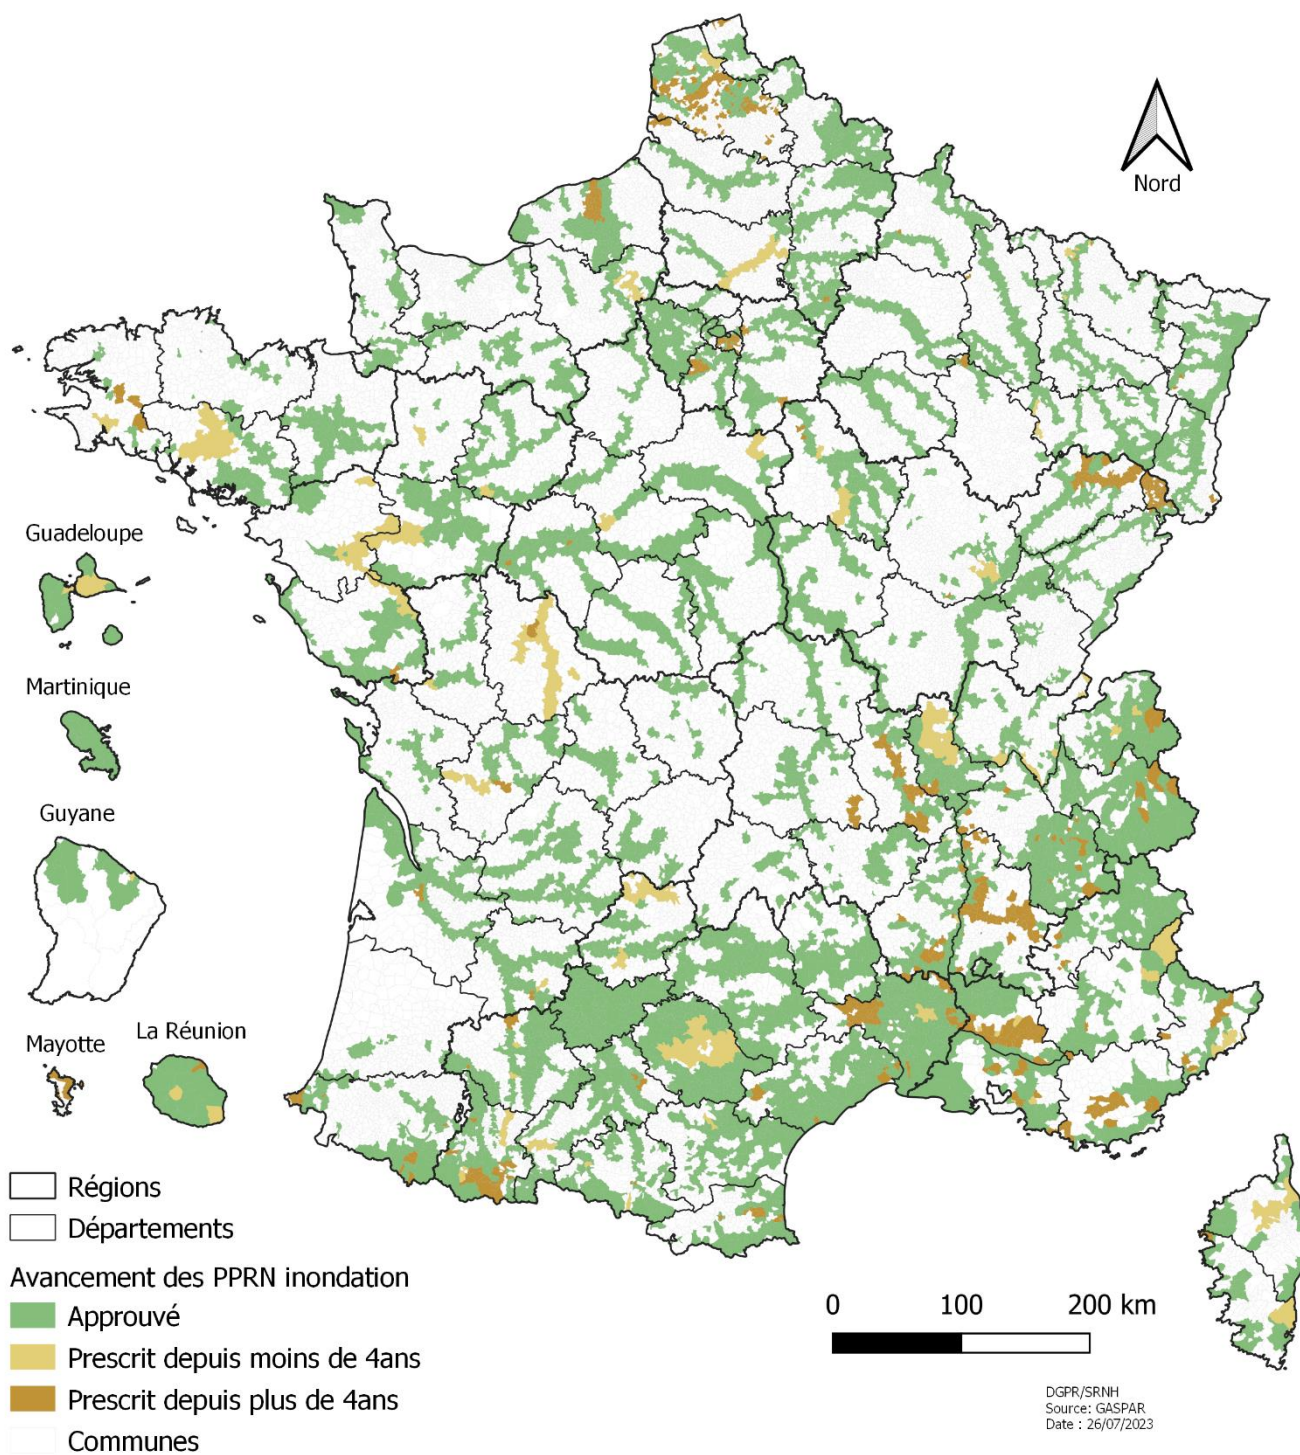 Nord
Guadeloupe
Martinique
Guyane
Mayotte
La Réunion
Régions
Départements
Avancement des PPRN inondation
Approuvé
Prescrit depuis moins de 4ans
Prescrit depuis plus de 4ans
Communes
0 100 200 km
DGPR/SRNH
Source: GASPAR
Date : 26/07/2023